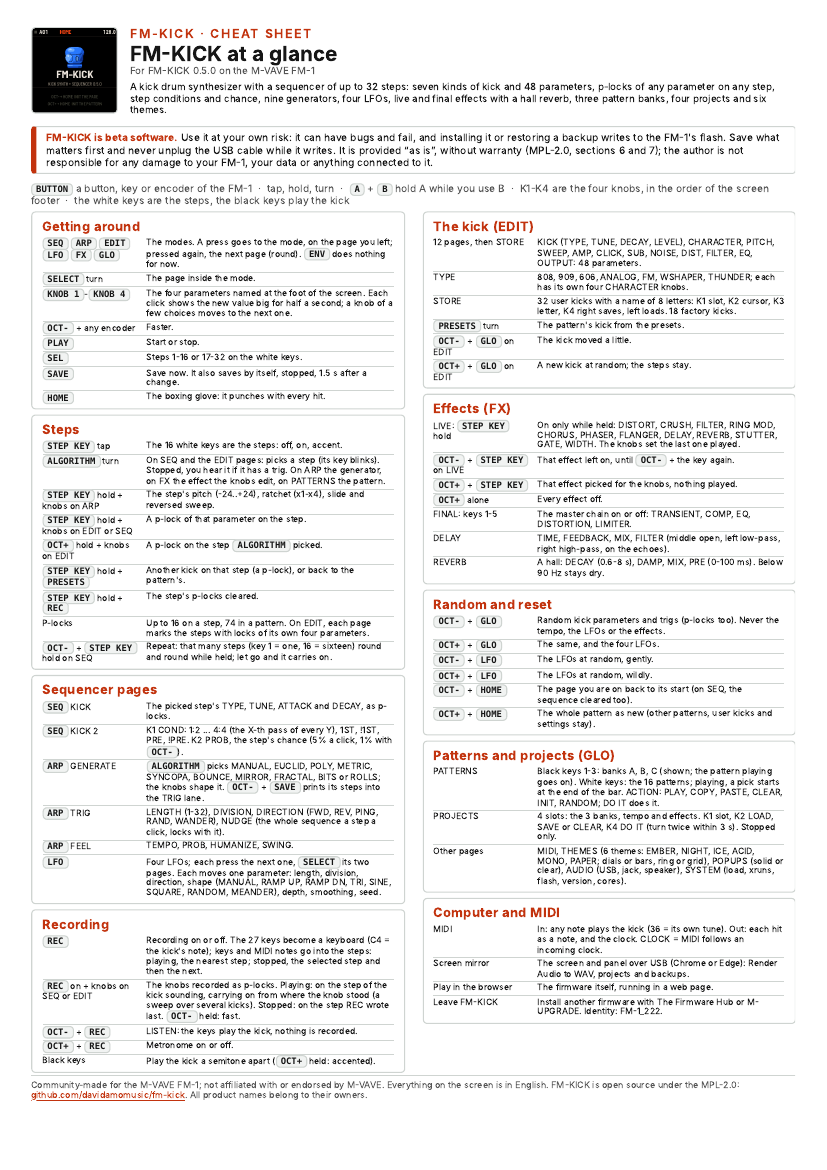 A01 HOME 128.0
FM-KICK
FM-KICK · CHEAT SHEET
FM-KICK at a glance
For FM-KICK 0.5.0 on the M-VAVE FM-1
A kick drum synthesizer with a sequencer of up to 32 steps: seven kinds of kick and 48 parameters, p-locks of any parameter on any step,
step conditions and chance, nine generators, four LFOs, live and final effects with a hall reverb, three pattern banks, four projects and six
themes.
FM-KICK is beta software. Use it at your own risk: it can have bugs and fail, and installing it or restoring a backup writes to the FM-1's flash. Save what
matters first and never unplug the USB cable while it writes. It is provided “as is”, without warranty (MPL-2.0, sections 6 and 7); the author is not
responsible for any damage to your FM-1, your data or anything connected to it.
BUTTON a button, key or encoder of the FM-1 · tap, hold, turn · A + B hold A while you use B · K1-K4 are the four knobs, in the order of the screen
footer · the white keys are the steps, the black keys play the kick
Getting around
SEQ ARP EDIT The modes. A press goes to the mode, on the page you left;
LFO FX GLO pressed again, the next page (round). ENV does nothing
for now.
SELECT turn The page inside the mode.
KNOB 1 - KNOB 4 The four parameters named at the foot of the screen. Each
click shows the new value big for half a second; a knob of a
few choices moves to the next one.
OCT- + any encoder Faster.
PLAY Start or stop.
SEL Steps 1-16 or 17-32 on the white keys.
SAVE Save now. It also saves by itself, stopped, 1.5 s after a
change.
HOME The boxing glove: it punches with every hit.
Steps
STEP KEY tap The 16 white keys are the steps: off, on, accent.
ALGORITHM turn On SEQ and the EDIT pages: picks a step (its key blinks).
Stopped, you hear it if it has a trig. On ARP the generator,
on FX the effect the knobs edit, on PATTERNS the pattern.
STEP KEY hold + The step's pitch (-24..+24), ratchet (x1-x4), slide and
knobs on ARP reversed sweep.
STEP KEY hold + A p-lock of that parameter on the step.
knobs on EDIT or SEQ
OCT+ hold + knobs A p-lock on the step ALGORITHM picked.
on EDIT
STEP KEY hold + Another kick on that step (a p-lock), or back to the
PRESETS pattern's.
STEP KEY hold + The step's p-locks cleared.
REC
P-locks Up to 16 on a step, 74 in a pattern. On EDIT, each page
marks the steps with locks of its own four parameters.
OCT- + STEP KEY Repeat: that many steps (key 1 = one, 16 = sixteen) round
hold on SEQ and round while held; let go and it carries on.
Sequencer pages
SEQ KICK The picked step's TYPE, TUNE, ATTACK and DECAY, as p-
locks.
SEQ KICK 2 K1 COND: 1:2 ... 4:4 (the X-th pass of every Y), 1ST, !1ST,
PRE, !PRE. K2 PROB, the step's chance (5% a click, 1% with
OCT- ).
ARP GENERATE ALGORITHM picks MANUAL, EUCLID, POLY, METRIC,
SYNCOPA, BOUNCE, MIRROR, FRACTAL, BITS or ROLLS;
the knobs shape it. OCT- + SAVE prints its steps into
the TRIG lane.
ARP TRIG LENGTH (1-32), DIVISION, DIRECTION (FWD, REV, PING,
RAND, WANDER), NUDGE (the whole sequence a step a
click, locks with it).
ARP FEEL TEMPO, PROB, HUMANIZE, SWING.
LFO Four LFOs; each press the next one, SELECT its two
pages. Each moves one parameter: length, division,
direction, shape (MANUAL, RAMP UP, RAMP DN, TRI, SINE,
SQUARE, RANDOM, MEANDER), depth, smoothing, seed.
Recording
REC Recording on or off. The 27 keys become a keyboard (C4 =
the kick's note); keys and MIDI notes go into the steps:
playing, the nearest step; stopped, the selected step and
then the next.
REC on + knobs on The knobs recorded as p-locks. Playing: on the step of the
SEQ or EDIT kick sounding, carrying on from where the knob stood (a
sweep over several kicks). Stopped: on the step REC wrote
last. OCT- held: fast.
OCT- + REC LISTEN: the keys play the kick, nothing is recorded.
OCT+ + REC Metronome on or off.
Black keys Play the kick a semitone apart ( OCT+ held: accented).
The kick (EDIT)
12 pages, then STORE KICK (TYPE, TUNE, DECAY, LEVEL), CHARACTER, PITCH,
SWEEP, AMP, CLICK, SUB, NOISE, DIST, FILTER, EQ,
OUTPUT: 48 parameters.
TYPE 808, 909, 606, ANALOG, FM, WSHAPER, THUNDER; each
has its own four CHARACTER knobs.
STORE 32 user kicks with a name of 8 letters: K1 slot, K2 cursor, K3
letter, K4 right saves, left loads. 18 factory kicks.
PRESETS turn The pattern's kick from the presets.
OCT- + GLO on The kick moved a little.
EDIT
OCT+ + GLO on A new kick at random; the steps stay.
EDIT
Effects (FX)
LIVE: STEP KEY On only while held: DISTORT, CRUSH, FILTER, RING MOD,
hold CHORUS, PHASER, FLANGER, DELAY, REVERB, STUTTER,
GATE, WIDTH. The knobs set the last one played.
OCT- + STEP KEY That effect left on, until OCT- + the key again.
on LIVE
OCT+ + STEP KEY That effect picked for the knobs, nothing played.
OCT+ alone Every effect off.
FINAL: keys 1-5 The master chain on or off: TRANSIENT, COMP, EQ,
DISTORTION, LIMITER.
DELAY TIME, FEEDBACK, MIX, FILTER (middle open, left low-pass,
right high-pass, on the echoes).
REVERB A hall: DECAY (0.6-8 s), DAMP, MIX, PRE (0-100 ms). Below
90 Hz stays dry.
Random and reset
OCT- + GLO Random kick parameters and trigs (p-locks too). Never the
tempo, the LFOs or the effects.
OCT+ + GLO The same, and the four LFOs.
OCT- + LFO The LFOs at random, gently.
OCT+ + LFO The LFOs at random, wildly.
OCT- + HOME The page you are on back to its start (on SEQ, the
sequence cleared too).
OCT+ + HOME The whole pattern as new (other patterns, user kicks and
settings stay).
Patterns and projects (GLO)
PATTERNS Black keys 1-3: banks A, B, C (shown; the pattern playing
goes on). White keys: the 16 patterns; playing, a pick starts
at the end of the bar. ACTION: PLAY, COPY, PASTE, CLEAR,
INIT, RANDOM; DO IT does it.
PROJECTS 4 slots: the 3 banks, tempo and effects. K1 slot, K2 LOAD,
SAVE or CLEAR, K4 DO IT (turn twice within 3 s). Stopped
only.
Other pages MIDI, THEMES (6 themes: EMBER, NIGHT, ICE, ACID,
MONO, PAPER; dials or bars, ring or grid), POPUPS (solid or
clear), AUDIO (USB, jack, speaker), SYSTEM (load, xruns,
flash, version, cores).
Computer and MIDI
MIDI In: any note plays the kick (36 = its own tune). Out: each hit
as a note, and the clock. CLOCK = MIDI follows an
incoming clock.
Screen mirror The screen and panel over USB (Chrome or Edge): Render
Audio to WAV, projects and backups.
Play in the browser The firmware itself, running in a web page.
Leave FM-KICK Install another firmware with The Firmware Hub or M-
UPGRADE. Identity: FM-1_222.
Community-made for the M-VAVE FM-1; not affiliated with or endorsed by M-VAVE. Everything on the screen is in English. FM-KICK is open source under the MPL-2.0:
github.com/davidamomusic/fm-kick. All product names belong to their owners.